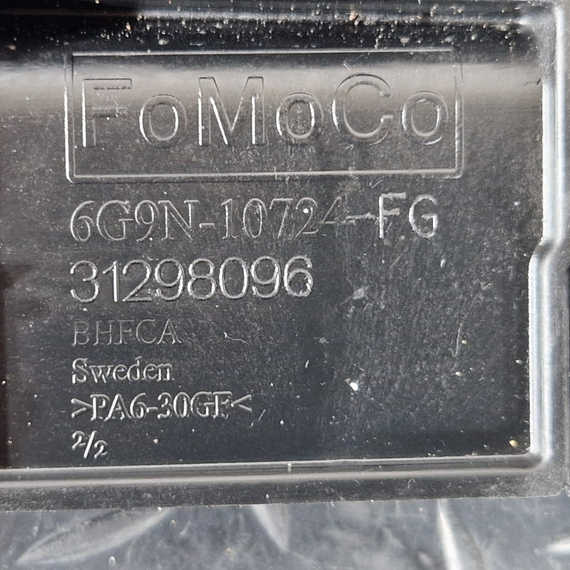 FoMoCo
6G9N-10724-FG
31298096
BHFCA
Sweden
>PA6-30GF<
2/2